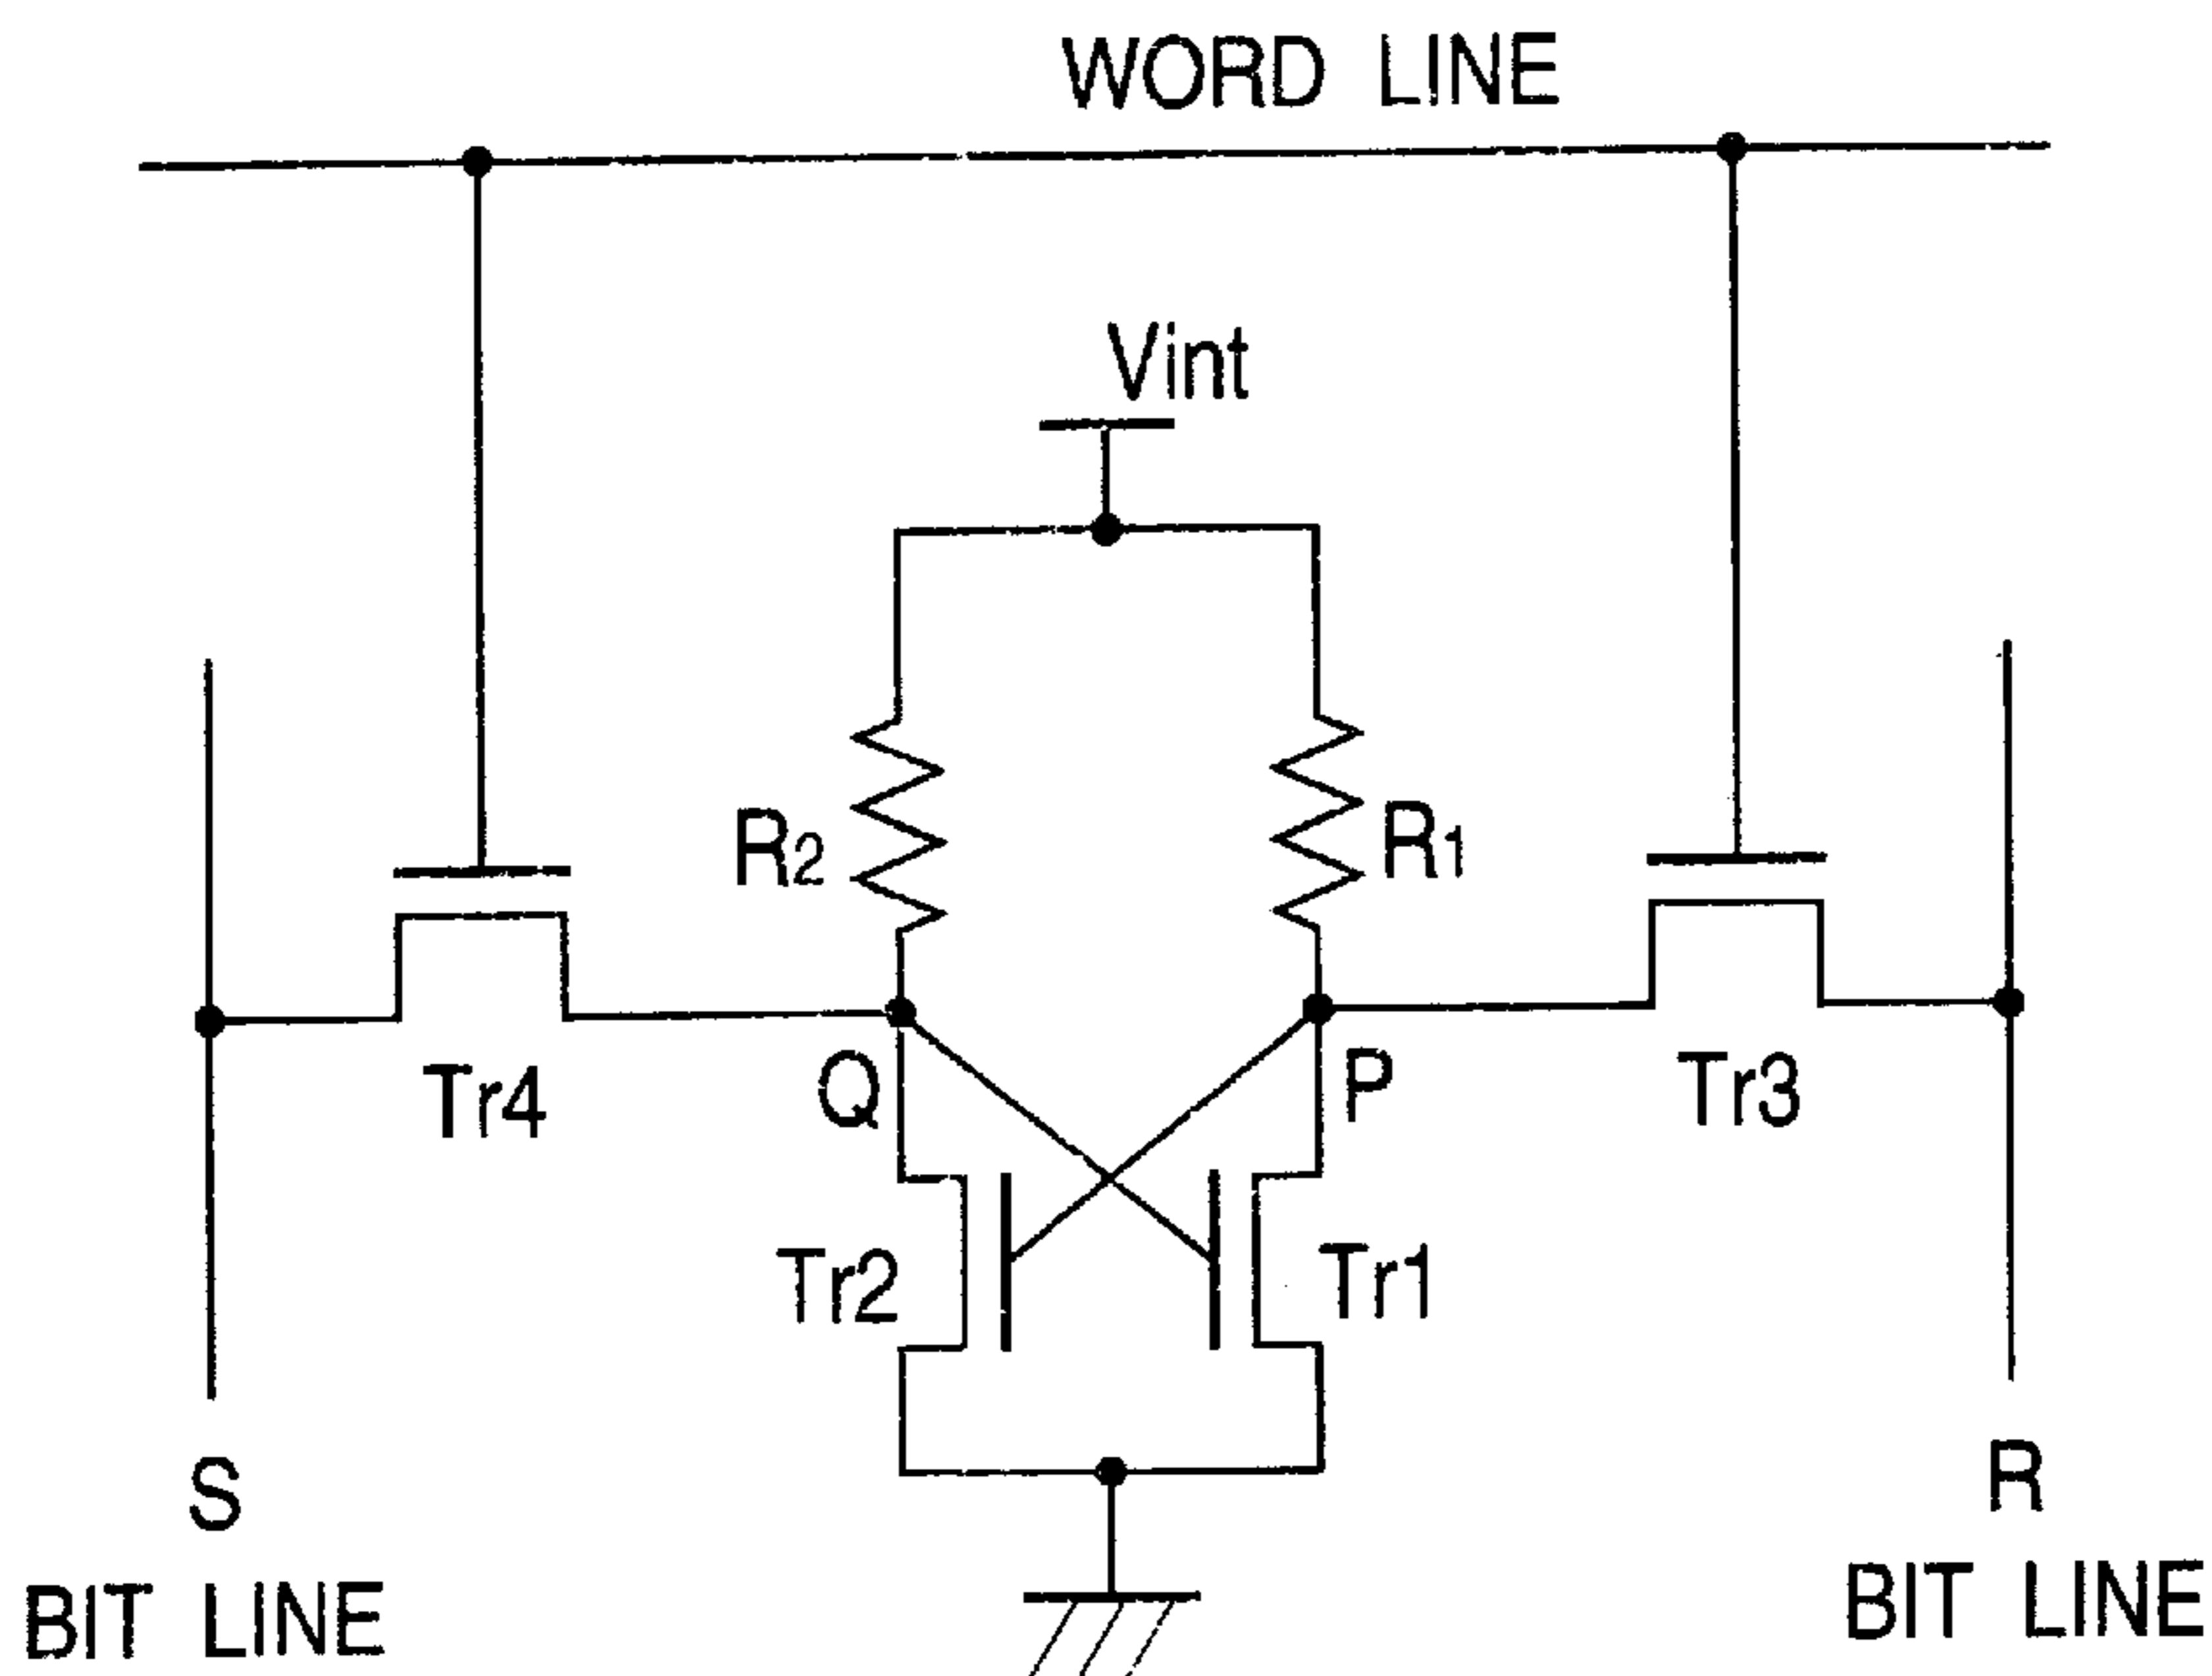 WORD LINE
Vint
R2
R1
Tr4
Q
P
Tr3
Tr2
Tr1
S
BIT LINE
R
BIT LINE